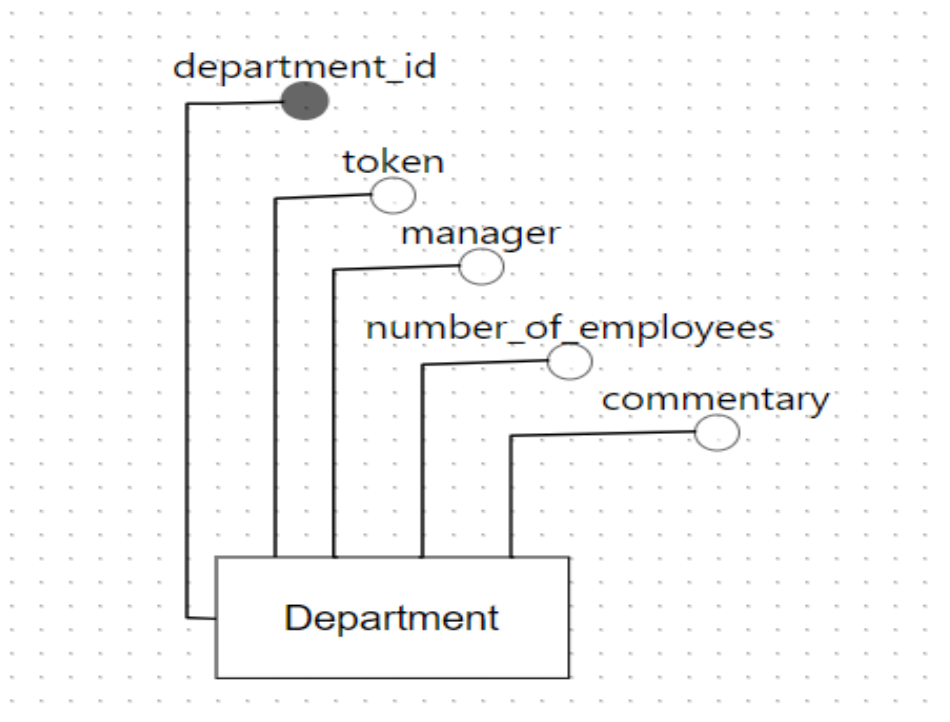 department_id
token
manager
number_of_employees
commentary
Department